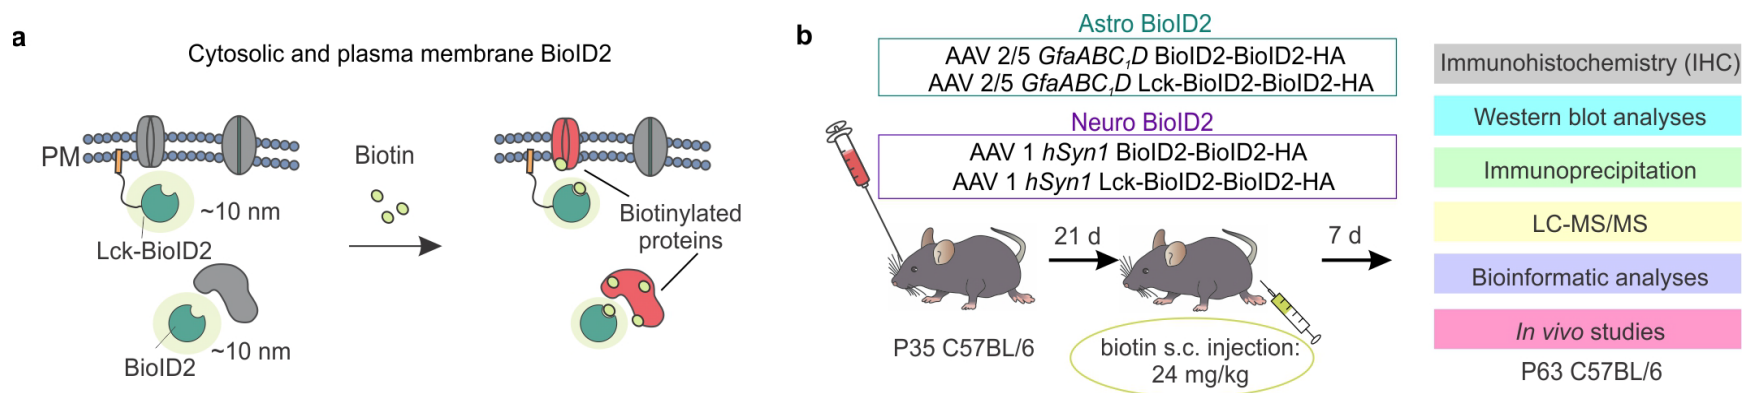 a
Cytosolic and plasma membrane BioID2
PM
Biotin
~10 nm
Lck-BioID2
Biotinylated
proteins
~10 nm
BioID2
b
Astro BioID2
AAV 2/5 GfaABC1D BioID2-BioID2-HA
AAV 2/5 GfaABC1D Lck-BioID2-BioID2-HA
Neuro BioID2
AAV 1 hSyn1 BioID2-BioID2-HA
AAV 1 hSyn1 Lck-BioID2-BioID2-HA
21 d
7 d
P35 C57BL/6
biotin s.c. injection:
24 mg/kg
Immunohistochemistry (IHC)
Western blot analyses
Immunoprecipitation
LC-MS/MS
Bioinformatic analyses
In vivo studies
P63 C57BL/6